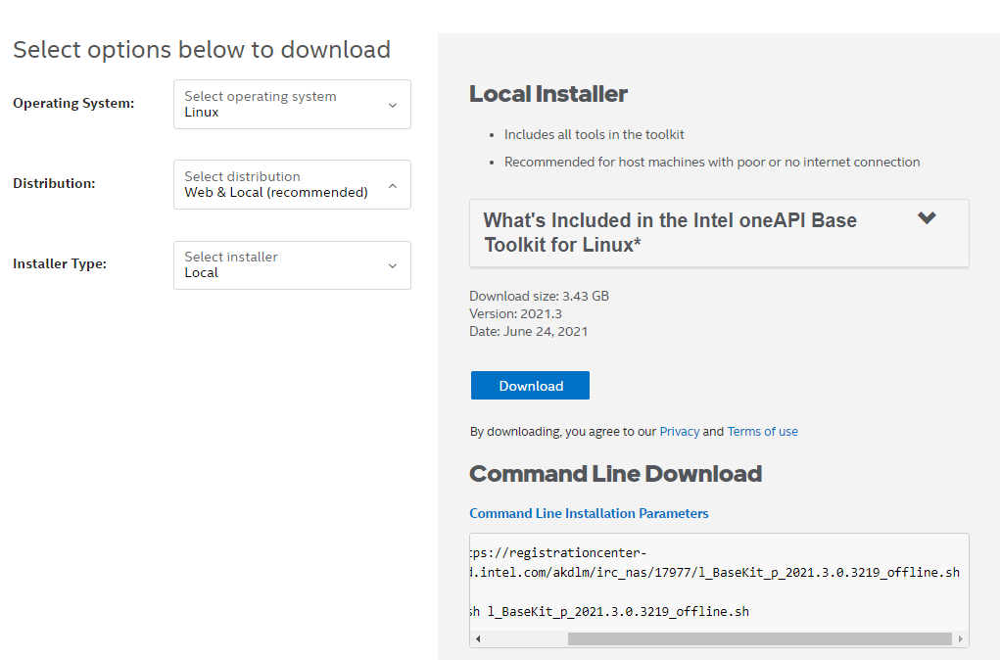 Select options below to download
Operating System:
Select operating system
Linux
Distribution:
Select distribution
Web & Local (recommended)
Installer Type:
Select installer
Local
Local Installer
• Includes all tools in the toolkit
• Recommended for host machines with poor or no internet connection
What's Included in the Intel oneAPI Base
Toolkit for Linux*
Download size: 3.43 GB
Version: 2021.3
Date: June 24, 2021
Download
By downloading, you agree to our Privacy and Terms of use
Command Line Download
Command Line Installation Parameters
tps://registrationcenter-
d.intel.com/akdlm/irc_nas/17977/l_BaseKit_p_2021.3.0.3219_offline.sh
sh l_BaseKit_p_2021.3.0.3219_offline.sh